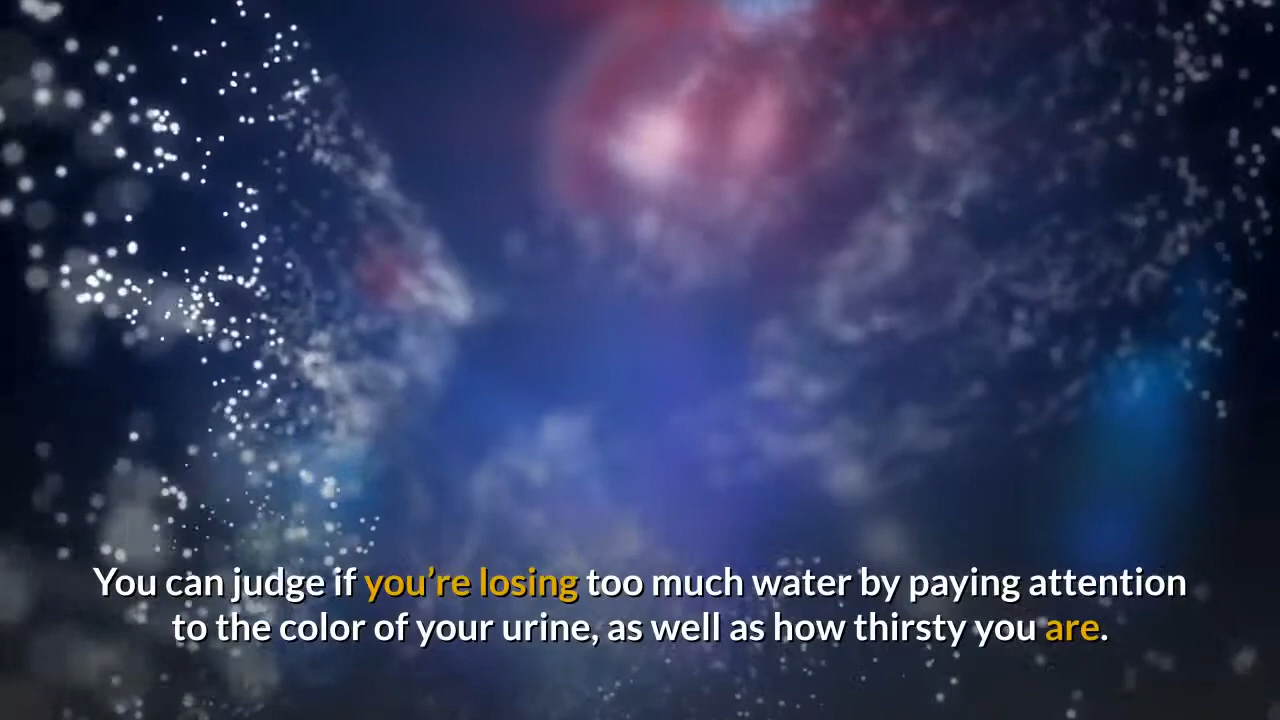 You can judge if you’re losing too much water by paying attention
to the color of your urine, as well as how thirsty you are.